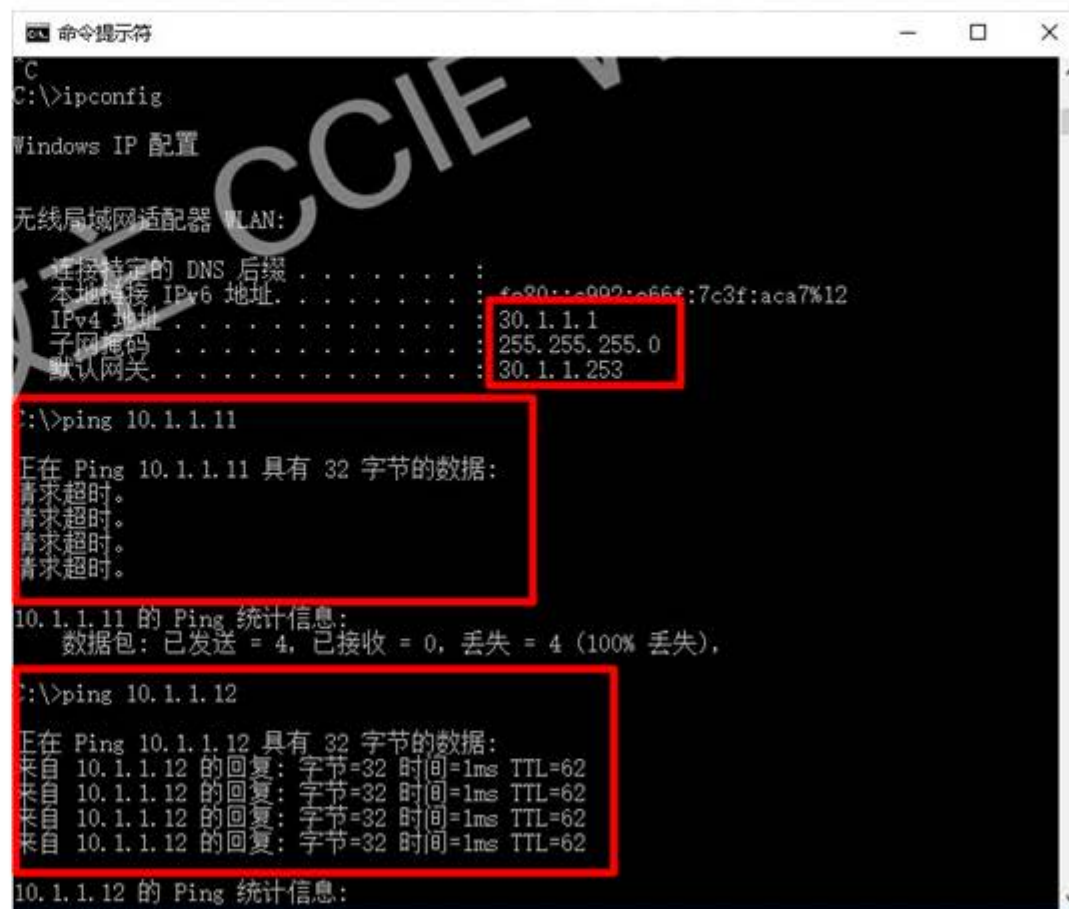 命令提示符
^C
C:\>ipconfig
Windows IP 配置
无线局域网适配器 WLAN:
连接特定的 DNS 后缀 . . . . . . . :
本地链接 IPv6 地址. . . . . . . . : fe80::c992:e66f:7c3f:aca7%12
IPv4 地址 . . . . . . . . . . . . : 30.1.1.1
子网掩码 . . . . . . . . . . . . : 255.255.255.0
默认网关. . . . . . . . . . . . . : 30.1.1.253
C:\>ping 10.1.1.11
正在 Ping 10.1.1.11 具有 32 字节的数据:
请求超时。
请求超时。
请求超时。
请求超时。
10.1.1.11 的 Ping 统计信息:
数据包: 已发送 = 4，已接收 = 0，丢失 = 4 (100% 丢失)，
C:\>ping 10.1.1.12
正在 Ping 10.1.1.12 具有 32 字节的数据:
来自 10.1.1.12 的回复: 字节=32 时间=1ms TTL=62
来自 10.1.1.12 的回复: 字节=32 时间=1ms TTL=62
来自 10.1.1.12 的回复: 字节=32 时间=1ms TTL=62
来自 10.1.1.12 的回复: 字节=32 时间=1ms TTL=62
10.1.1.12 的 Ping 统计信息:
CCIE